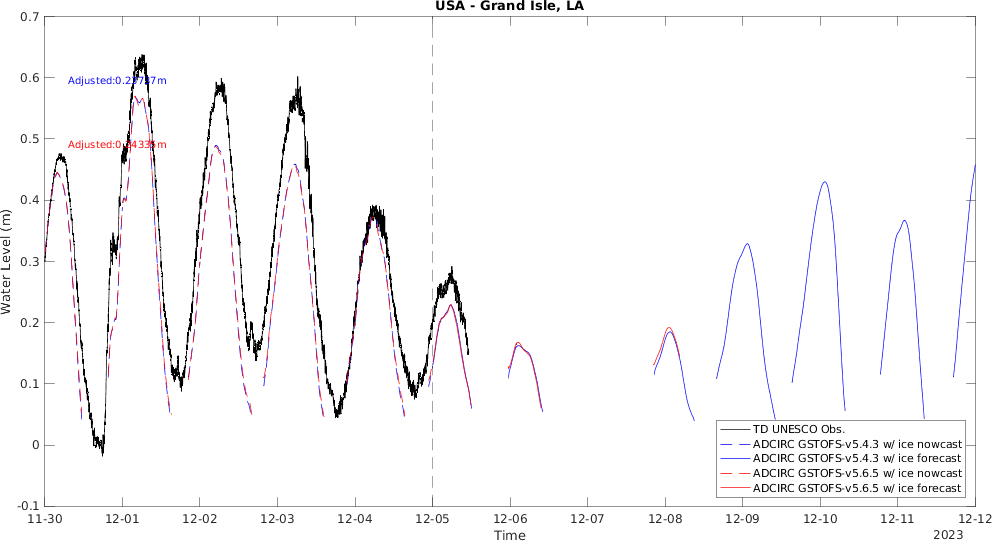 USA - Grand Isle, LA
0.7
0.6
0.5
0.4
0.3
0.2
0.1
0
-0.1
Water Level (m)
11-30
12-01
12-02
12-03
12-04
12-05
12-06
12-07
12-08
12-09
12-10
12-11
12-12
Time
2023
TD UNESCO Obs.
ADCIRC GSTOFS-v5.4.3 w/ ice nowcast
ADCIRC GSTOFS-v5.4.3 w/ ice forecast
ADCIRC GSTOFS-v5.6.5 w/ ice nowcast
ADCIRC GSTOFS-v5.6.5 w/ ice forecast